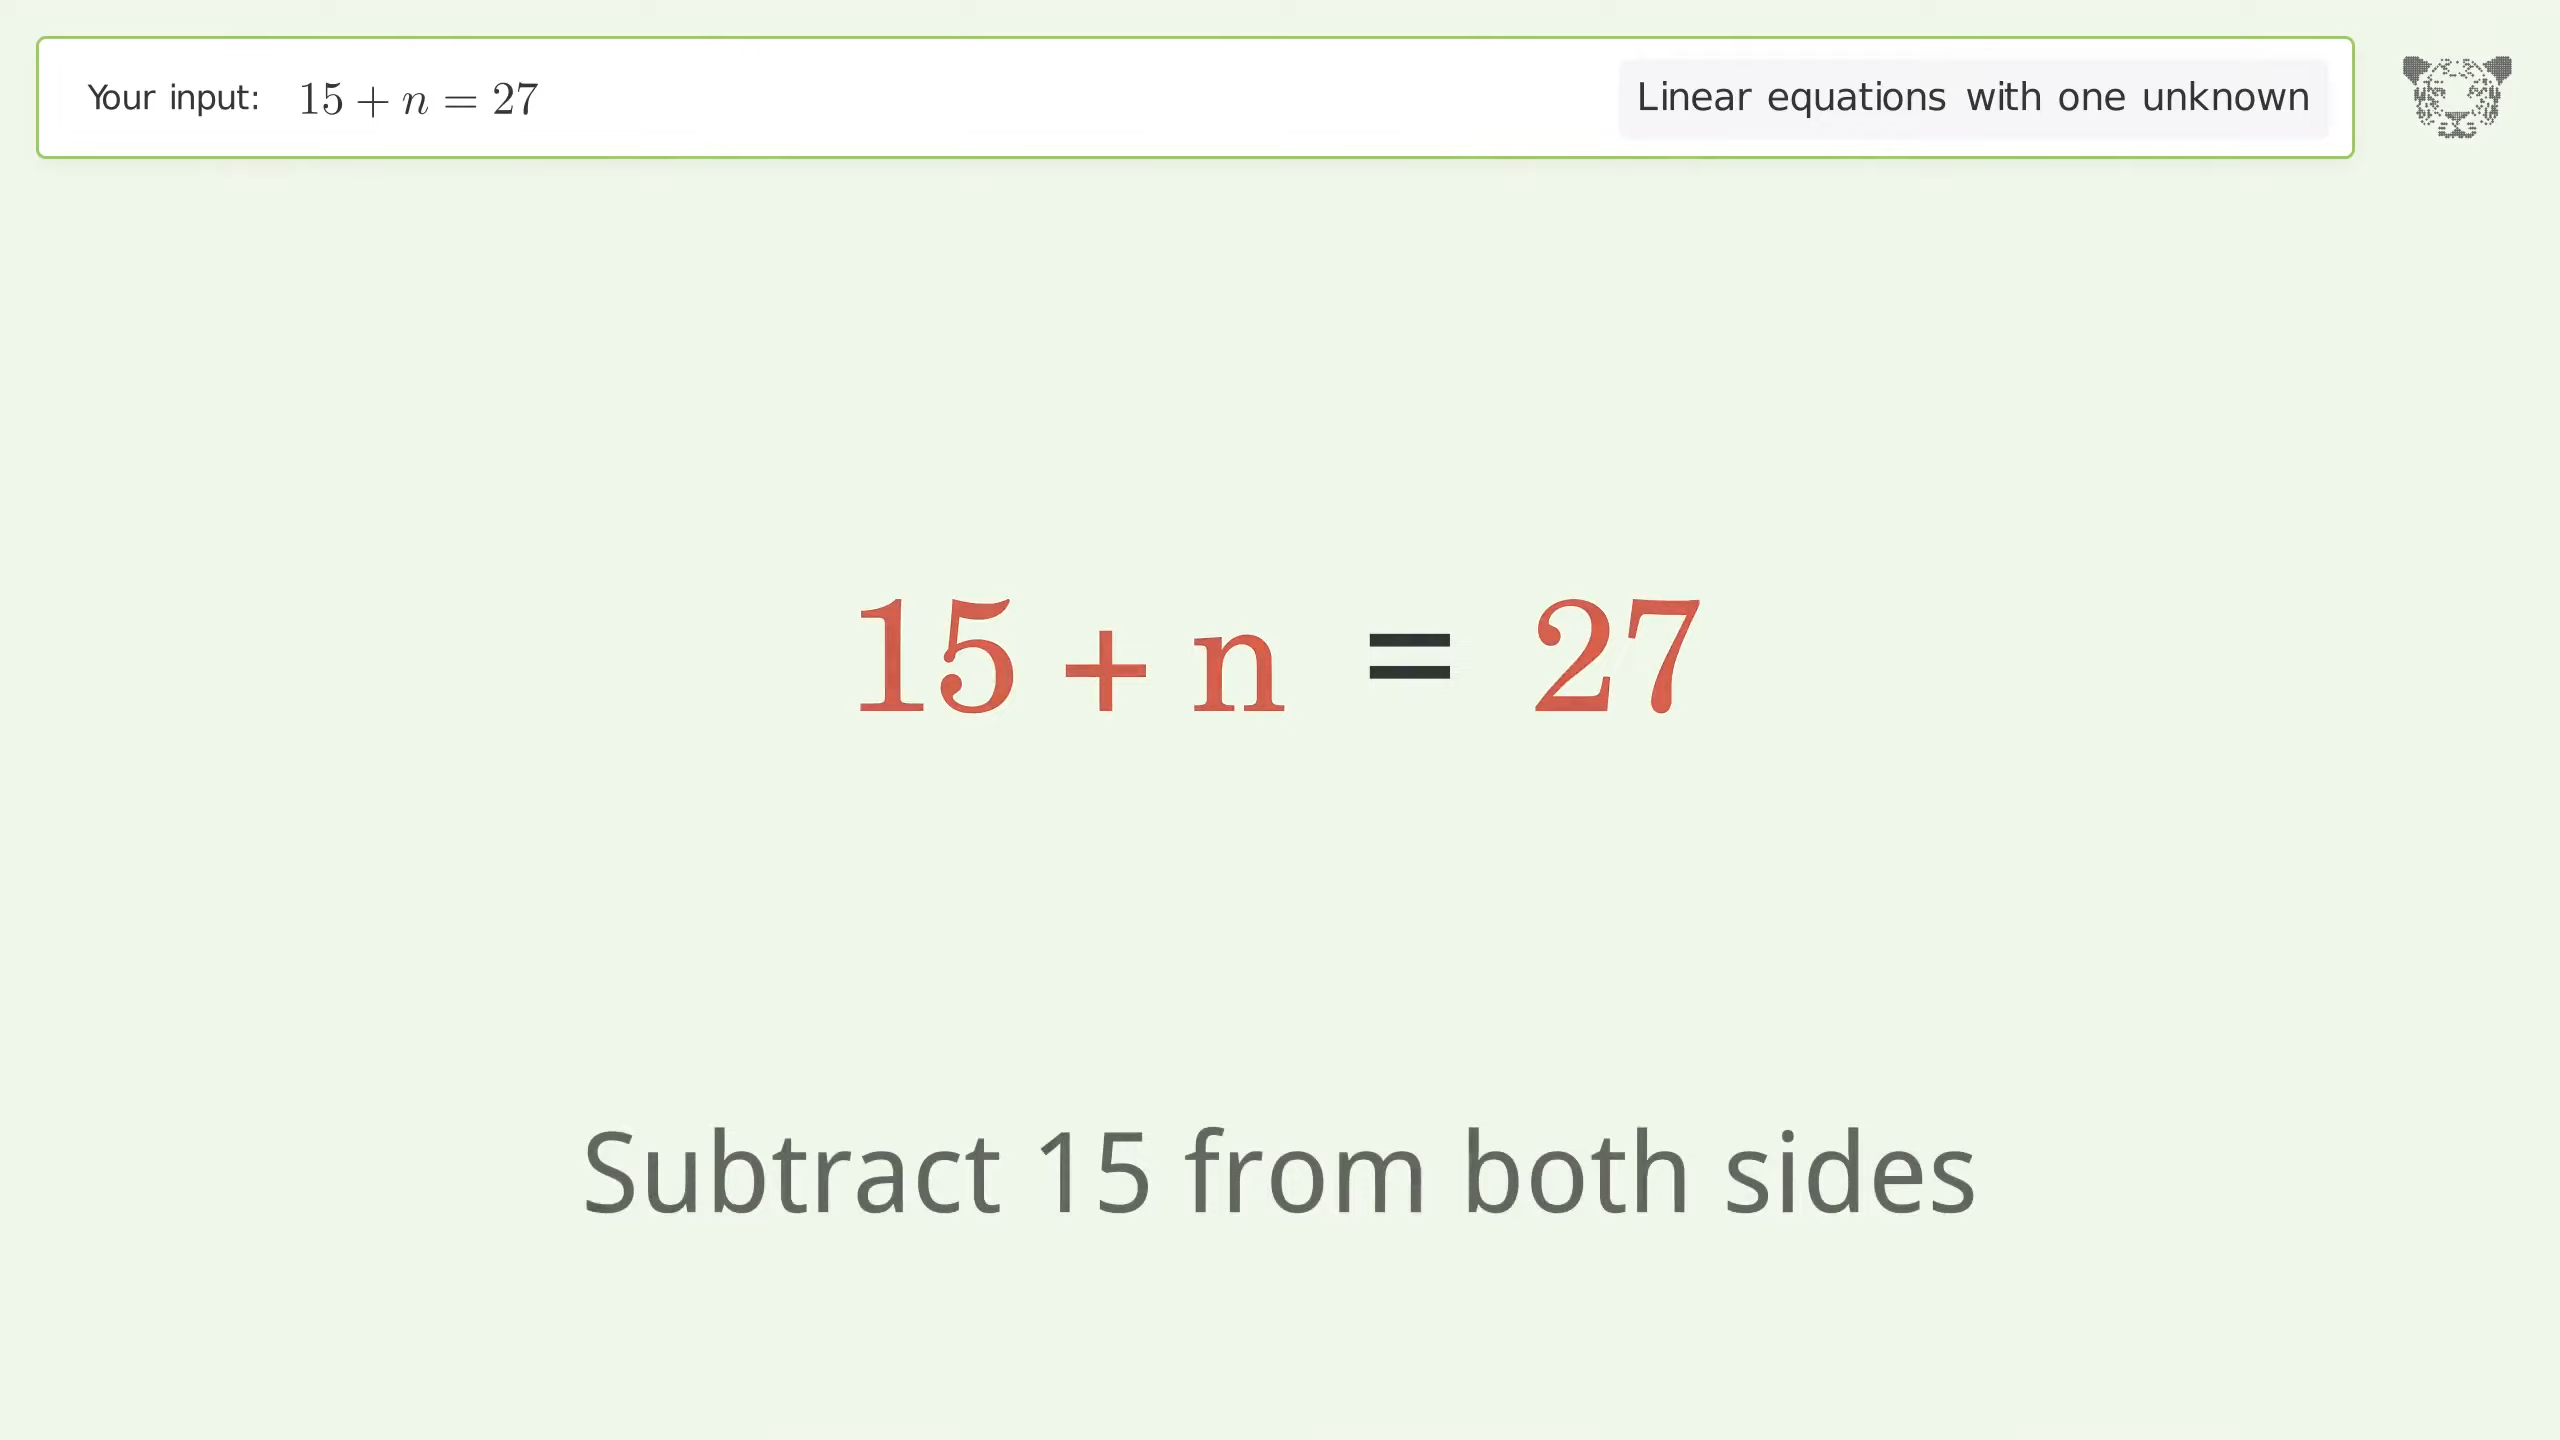 Your input: 15 + n = 27
Linear equations with one unknown
15 + n = 27
Subtract 15 from both sides